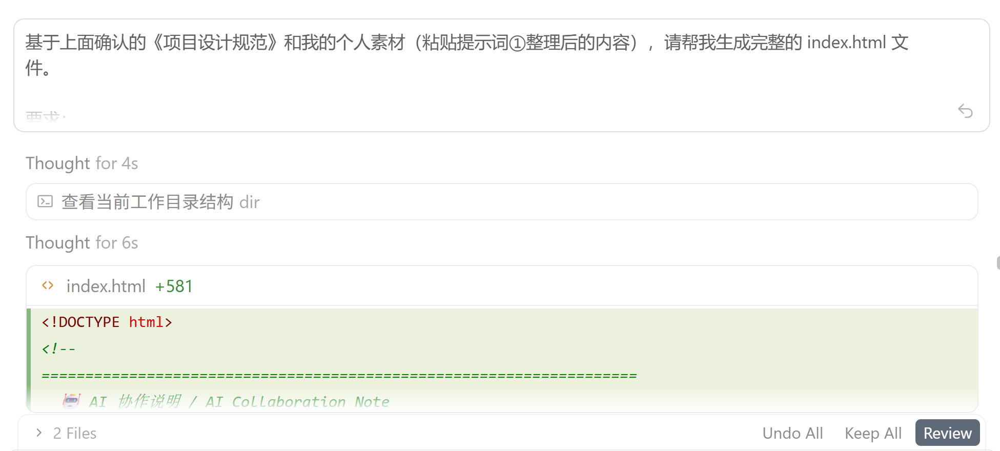 基于上面确认的《项目设计规范》和我的个人素材（粘贴提示词①整理后的内容），请帮我生成完整的 index.html 文
件。
要求：
Thought for 4s
查看当前工作目录结构 dir
Thought for 6s
<> index.html +581
<!DOCTYPE html>
<!--
====================================================================
🤖 AI 协作说明 / AI Collaboration Note
> 2 Files Undo All Keep All Review